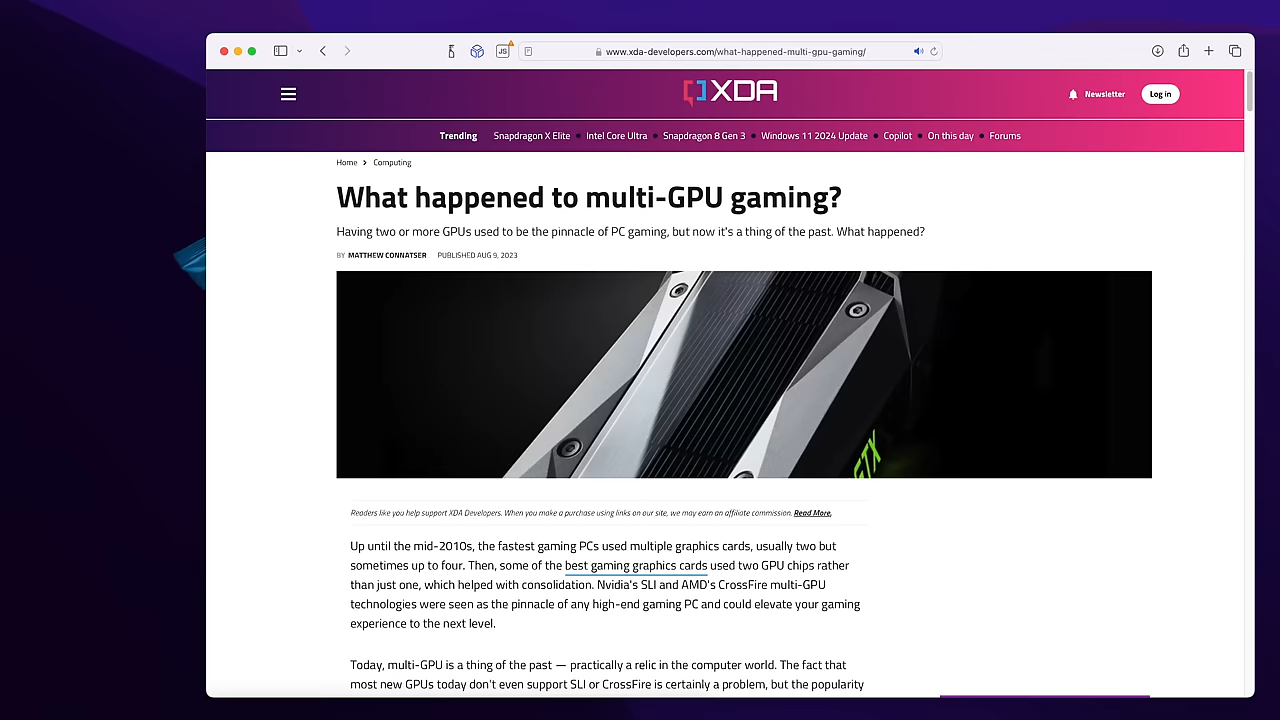 JS
www.xda-developers.com/what-happened-multi-gpu-gaming/
XDA
Newsletter
Log in
Trending Snapdragon X Elite • Intel Core Ultra • Snapdragon 8 Gen 3 • Windows 11 2024 Update • Copilot • On this day • Forums
Home > Computing
What happened to multi-GPU gaming?
Having two or more GPUs used to be the pinnacle of PC gaming, but now it's a thing of the past. What happened?
BY MATTHEW CONNATSER PUBLISHED AUG 9, 2023
GTX
Readers like you help support XDA Developers. When you make a purchase using links on our site, we may earn an affiliate commission. Read More.
Up until the mid-2010s, the fastest gaming PCs used multiple graphics cards, usually two but
sometimes up to four. Then, some of the best gaming graphics cards used two GPU chips rather
than just one, which helped with consolidation. Nvidia's SLI and AMD's CrossFire multi-GPU
technologies were seen as the pinnacle of any high-end gaming PC and could elevate your gaming
experience to the next level.
Today, multi-GPU is a thing of the past — practically a relic in the computer world. The fact that
most new GPUs today don't even support SLI or CrossFire is certainly a problem, but the popularity